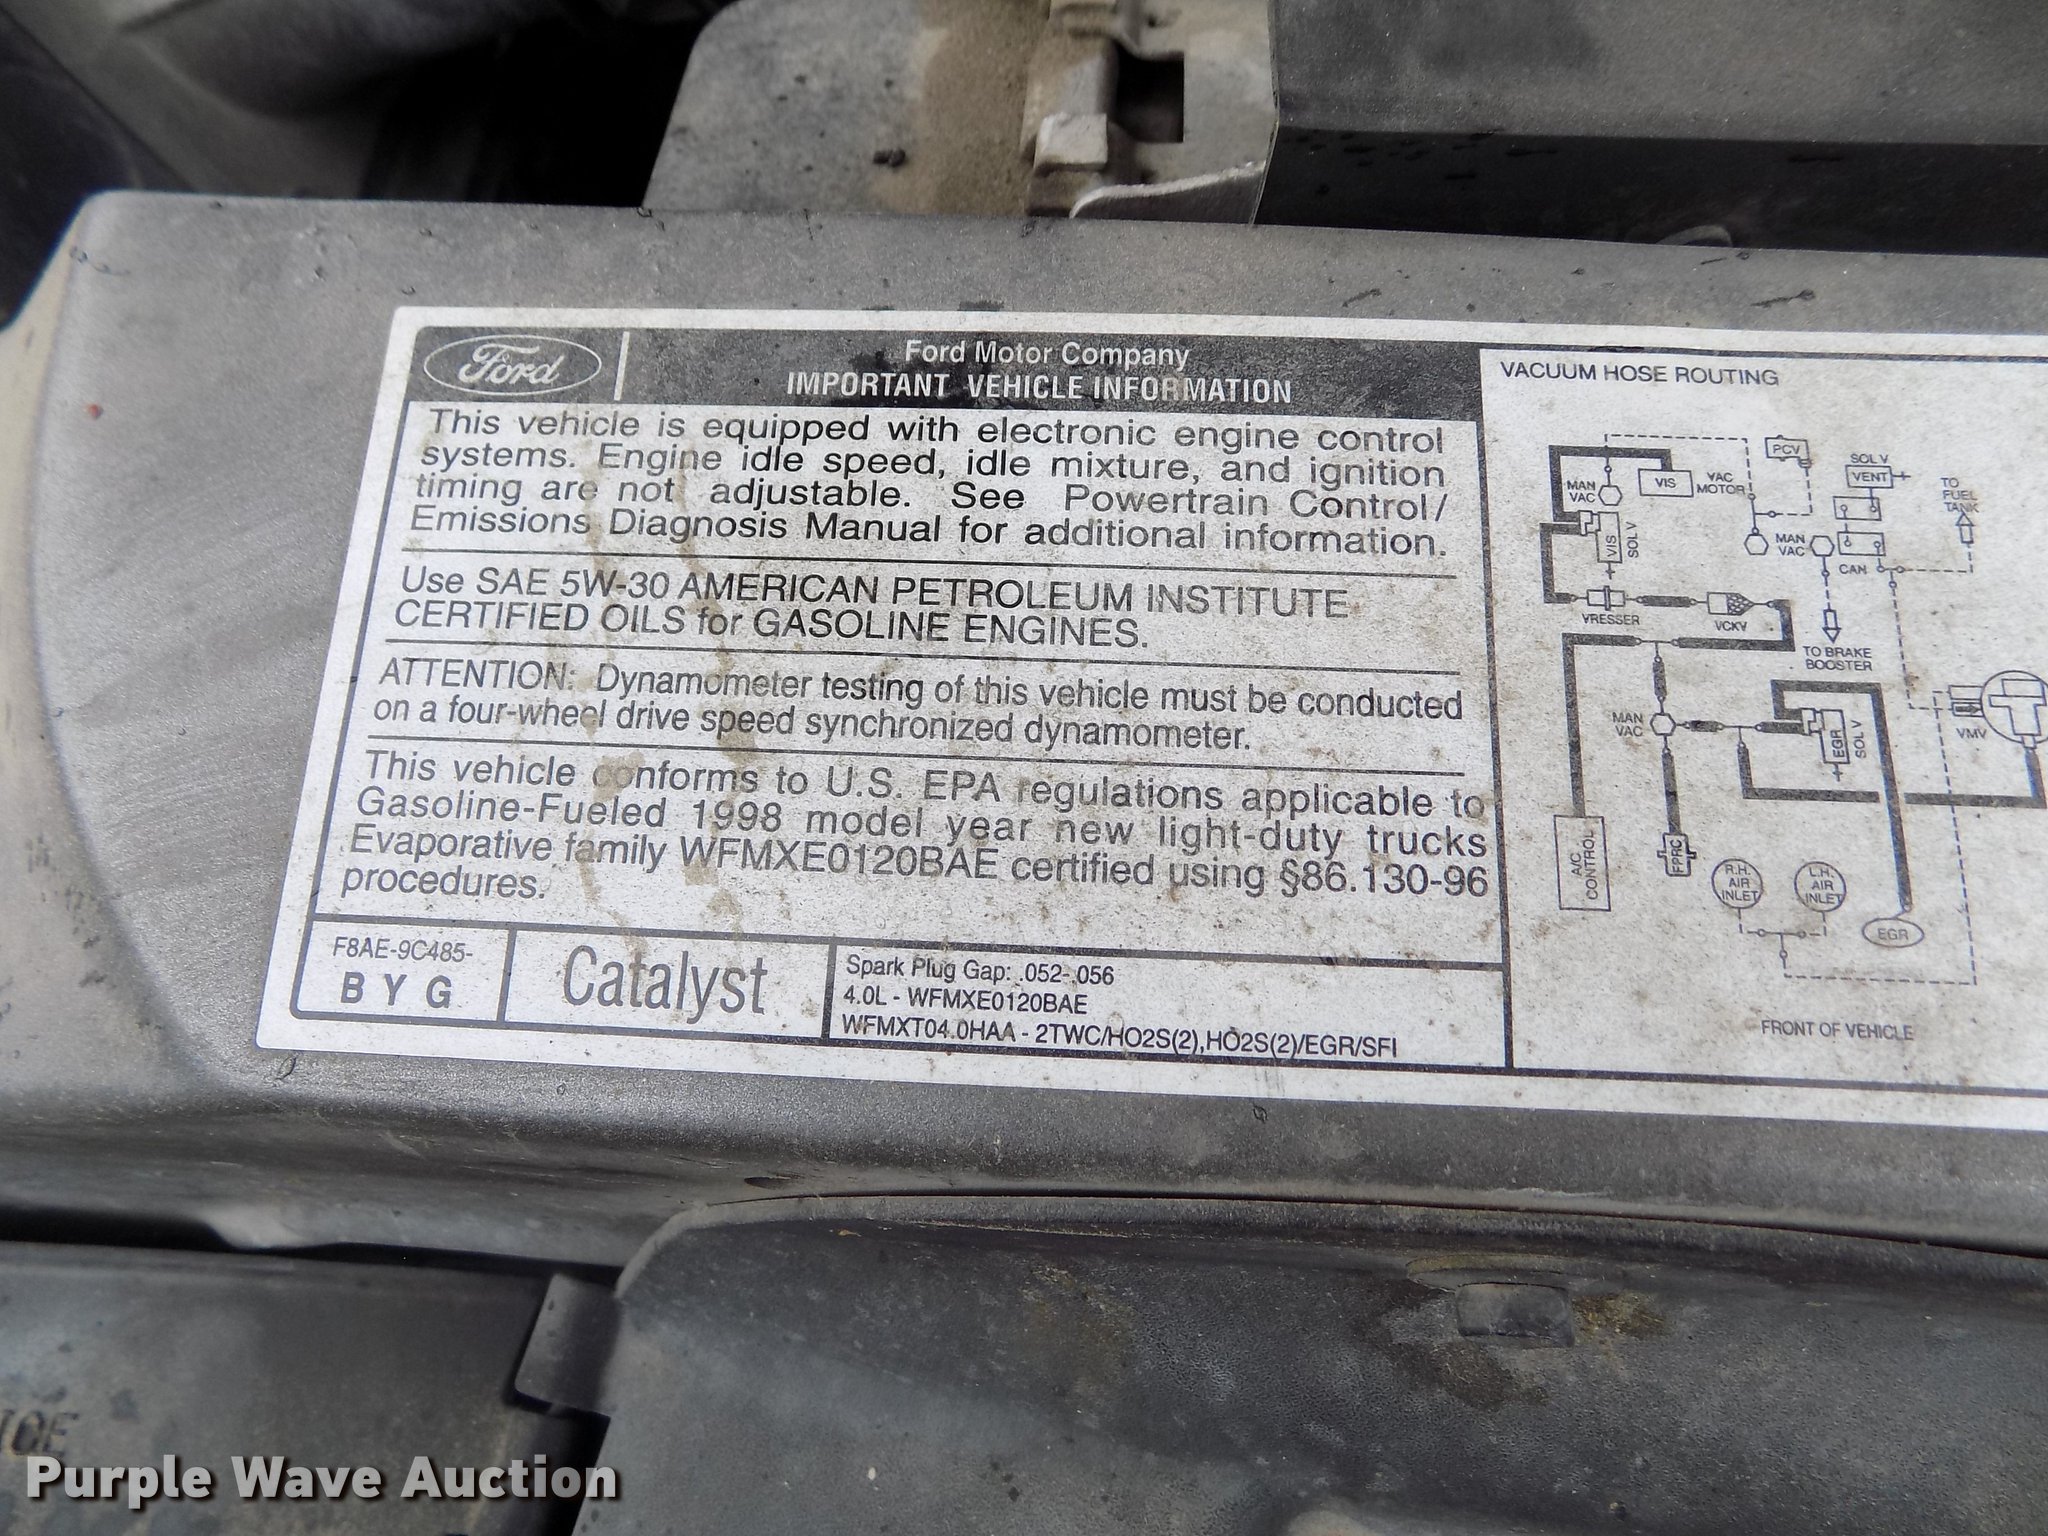 Ford
Ford Motor Company
IMPORTANT VEHICLE INFORMATION
This vehicle is equipped with electronic engine control
systems. Engine idle speed, idle mixture, and ignition
timing are not adjustable. See Powertrain Control/
Emissions Diagnosis Manual for additional information.
Use SAE 5W-30 AMERICAN PETROLEUM INSTITUTE
CERTIFIED OILS for GASOLINE ENGINES.
ATTENTION: Dynamometer testing of this vehicle must be conducted
on a four-wheel drive speed synchronized dynamometer.
This vehicle conforms to U.S. EPA regulations applicable to
Gasoline-Fueled 1998 model year new light-duty trucks
Evaporative family WFMXE0120BAE certified using §86.130-96
procedures.
F8AE-9C485-
B Y G
Catalyst
Spark Plug Gap: .052-.056
4.0L - WFMXE0120BAE
WFMXT04.0HAA - 2TWC/HO2S(2),HO2S(2)/EGR/SFI
VACUUM HOSE ROUTING
PCV
SOL V
VENT
MAN
VAC
VIS
VAC
MOTOR
TO
FUEL
TANK
VIS
SOL V
MAN
VAC
CAN
VRESSER
VCKV
TO BRAKE
BOOSTER
MAN
VAC
EGR
SOL V
VMV
A/C
CONTROL
FPRC
R.H.
AIR
INLET
L.H.
AIR
INLET
EGR
FRONT OF VEHICLE
Purple Wave Auction